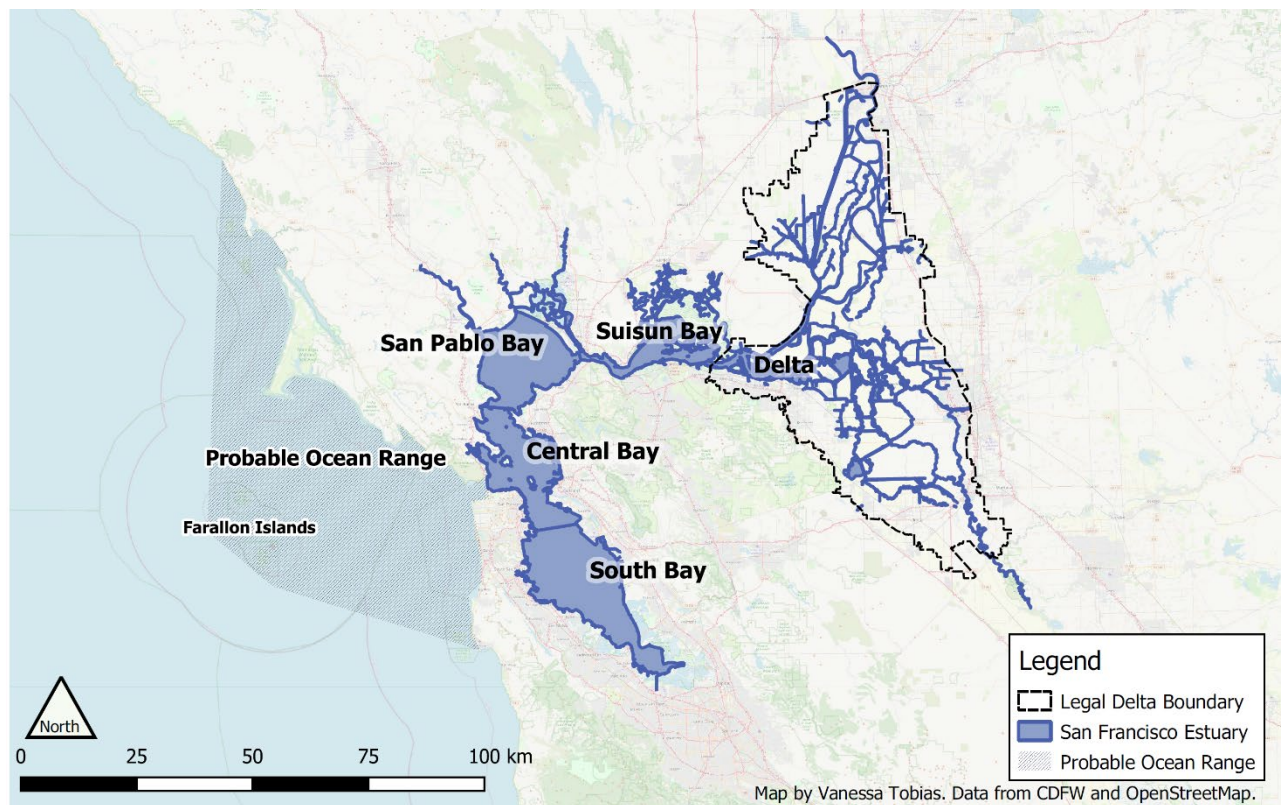 San Pablo Bay
Suisun Bay
Delta
Probable Ocean Range
Central Bay
Farallon Islands
South Bay
North
0 25 50 75 100 km
Legend
Legal Delta Boundary
San Francisco Estuary
Probable Ocean Range
Map by Vanessa Tobias. Data from CDFW and OpenStreetMap.